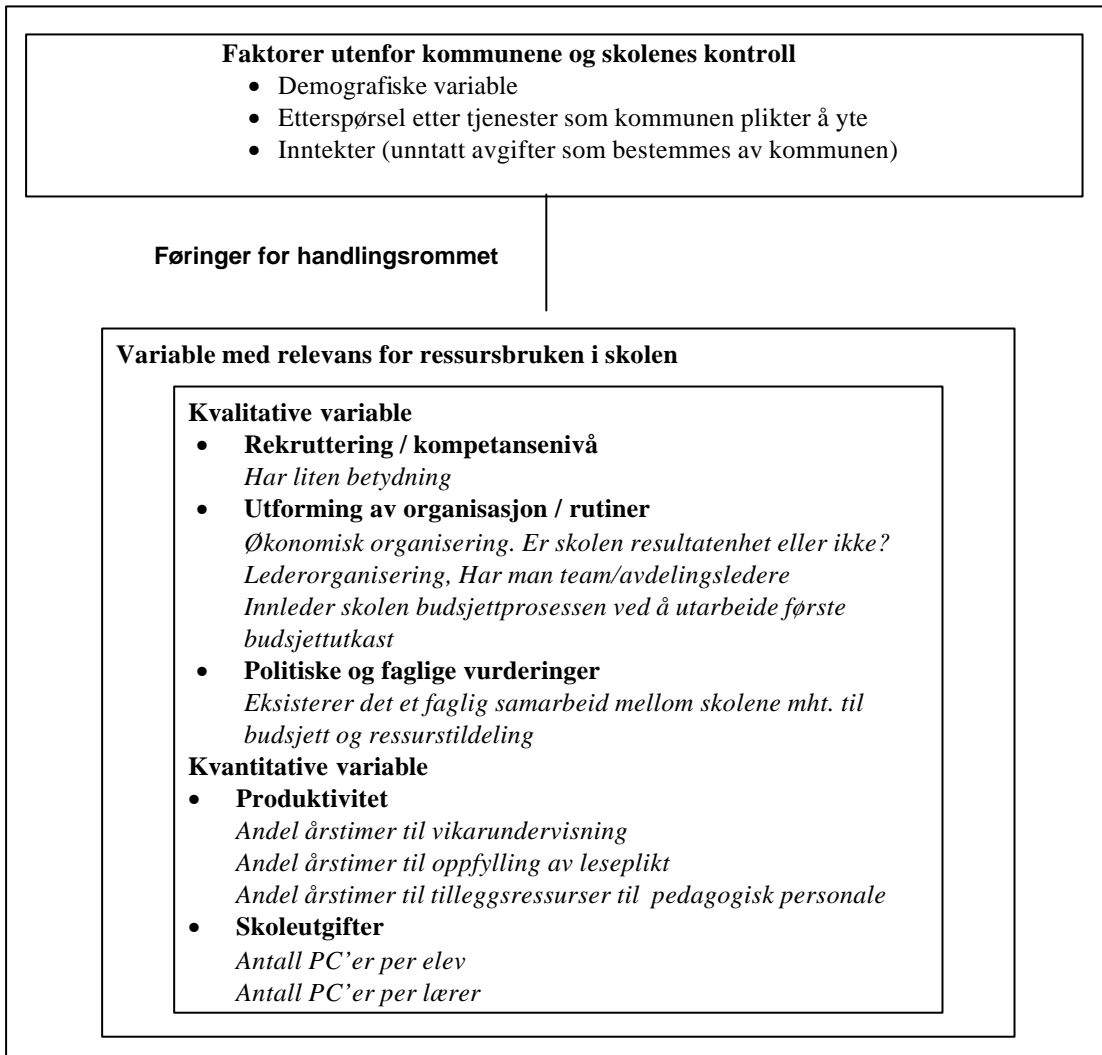 Faktorer utenfor kommunene og skolenes kontroll
• Demografiske variable
• Etterspørsel etter tjenester som kommunen plikter å yte
• Inntekter (unntatt avgifter som bestemmes av kommunen)
Føringer for handlingsrommet
Variable med relevans for ressursbruken i skolen
Kvalitative variable
• Rekruttering / kompetansenivå
Har liten betydning
• Utforming av organisasjon / rutiner
Økonomisk organisering. Er skolen resultatenhet eller ikke?
Lederorganisering, Har man team/avdelingsledere
Innleder skolen budsjettprosessen ved å utarbeide første
budsjettutkast
• Politiske og faglige vurderinger
Eksisterer det et faglig samarbeid mellom skolene mht. til
budsjett og ressurstildeling
Kvantitative variable
• Produktivitet
Andel årstimer til vikarundervisning
Andel årstimer til oppfylling av leseplikt
Andel årstimer til tilleggsressurser til pedagogisk personale
• Skoleutgifter
Antall PC’er per elev
Antall PC’er per lærer